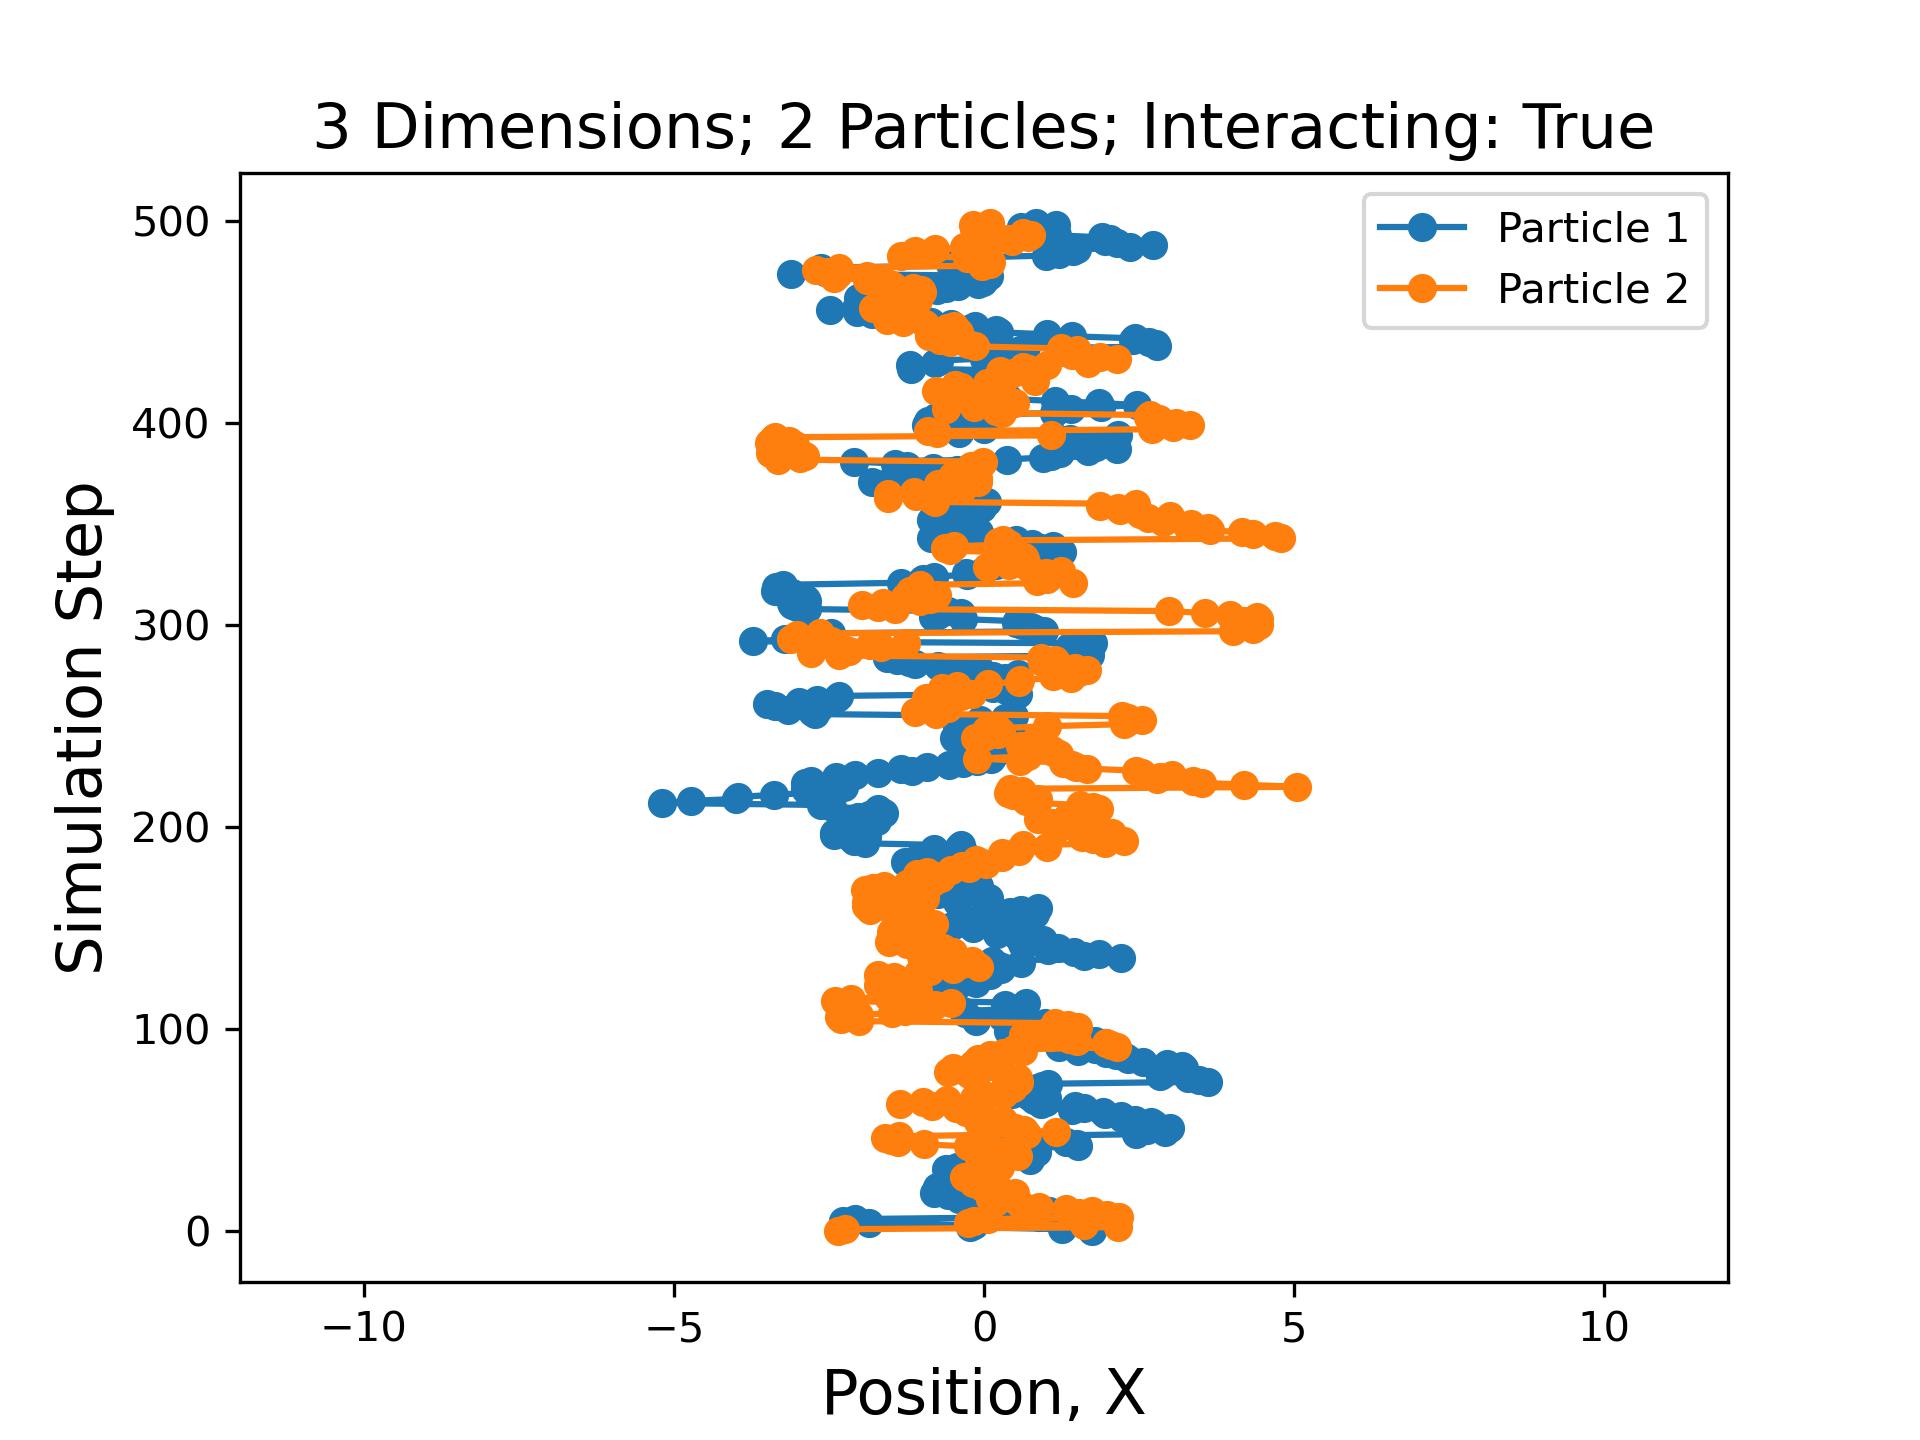 3 Dimensions; 2 Particles; Interacting: True
Particle 1
Particle 2
Simulation Step
500
400
300
200
100
0
−10
−5
0
5
10
Position, X